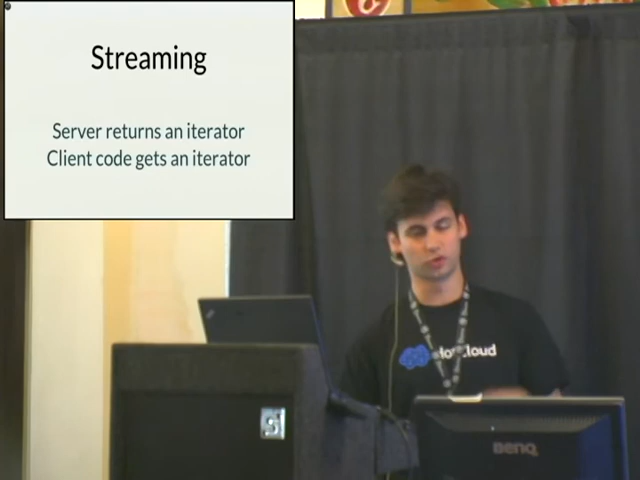 Streaming
Server returns an iterator
Client code gets an iterator
BENQ